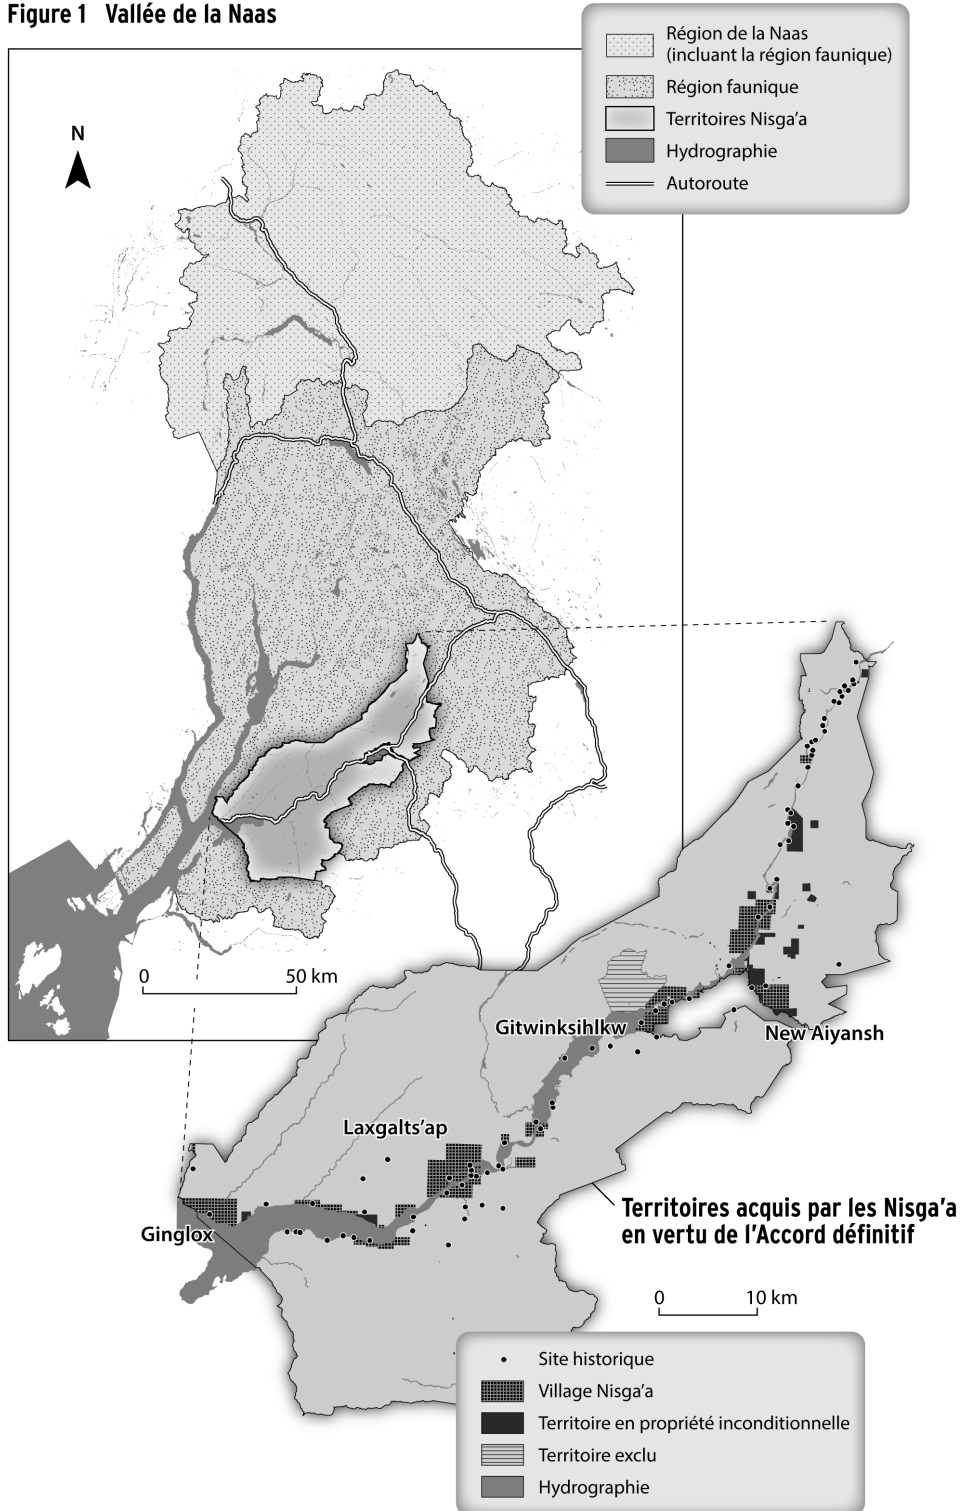 Figure 1 Vallée de la Naas
Région de la Naas
(incluant la région faunique)
Région faunique
Territoires Nisga'a
Hydrographie
Autoroute
N
0 50 km
Gitwinksihlkw
New Aiyansh
Laxgalts'ap
Ginglox
Territoires acquis par les Nisga'a
en vertu de l'Accord définitif
0 10 km
Site historique
Village Nisga'a
Territoire en propriété inconditionnelle
Territoire exclu
Hydrographie